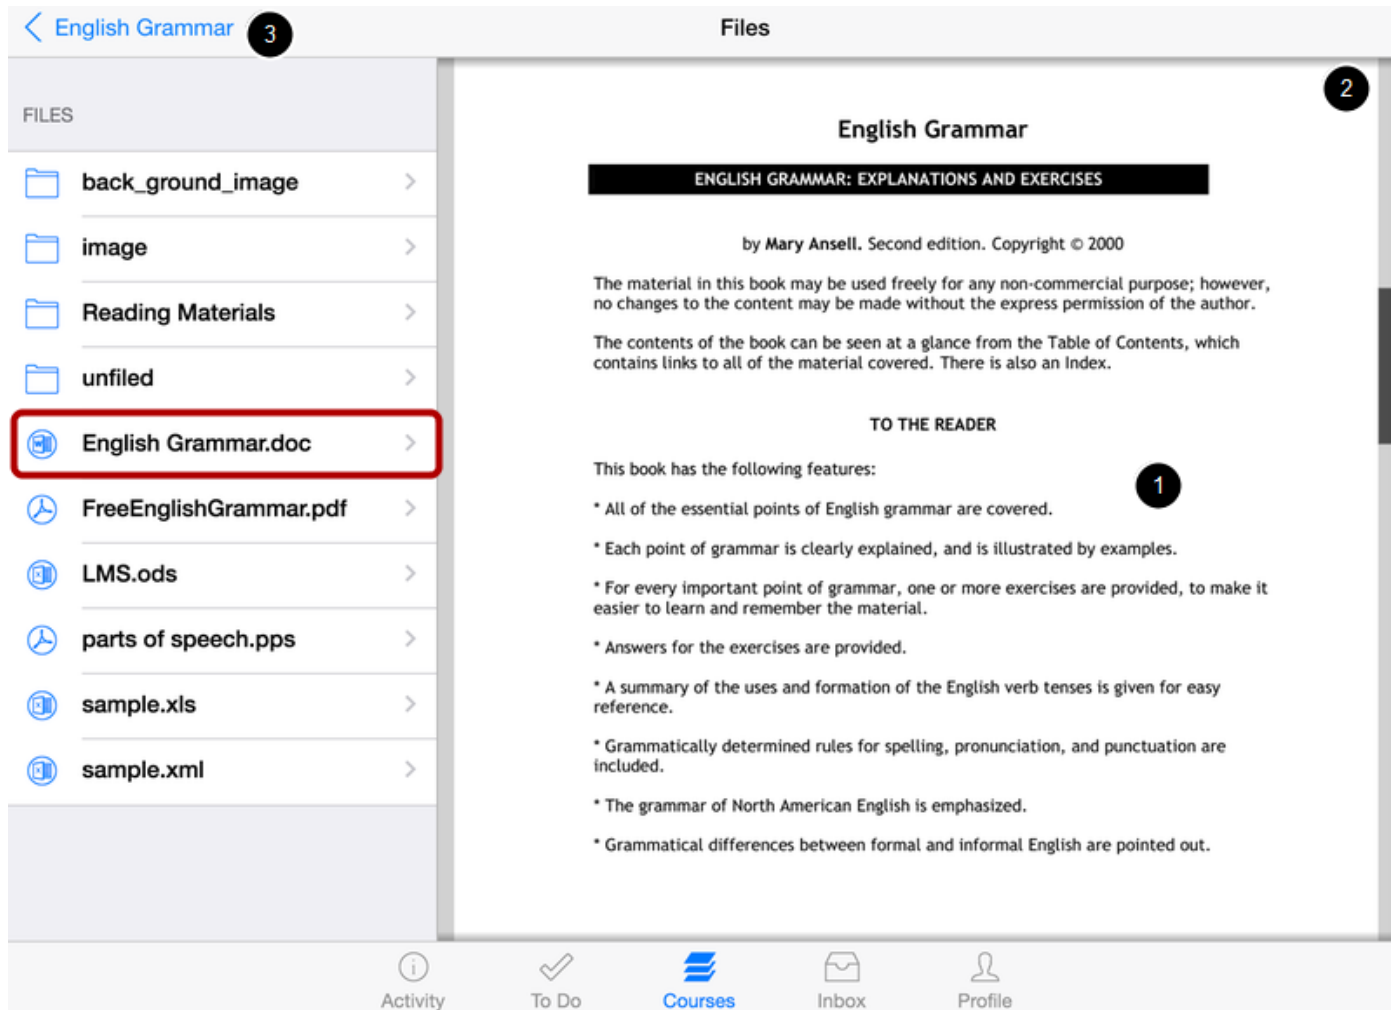 English Grammar
3
Files
FILES
back_ground_image
image
Reading Materials
unfiled
English Grammar.doc
FreeEnglishGrammar.pdf
LMS.ods
parts of speech.pps
sample.xls
sample.xml
2
English Grammar
ENGLISH GRAMMAR: EXPLANATIONS AND EXERCISES
by Mary Ansell. Second edition. Copyright © 2000
The material in this book may be used freely for any non-commercial purpose; however,
no changes to the content may be made without the express permission of the author.
The contents of the book can be seen at a glance from the Table of Contents, which
contains links to all of the material covered. There is also an Index.
TO THE READER
This book has the following features:
1
* All of the essential points of English grammar are covered.
* Each point of grammar is clearly explained, and is illustrated by examples.
* For every important point of grammar, one or more exercises are provided, to make it
easier to learn and remember the material.
* Answers for the exercises are provided.
* A summary of the uses and formation of the English verb tenses is given for easy
reference.
* Grammatically determined rules for spelling, pronunciation, and punctuation are
included.
* The grammar of North American English is emphasized.
* Grammatical differences between formal and informal English are pointed out.
Activity
To Do
Courses
Inbox
Profile